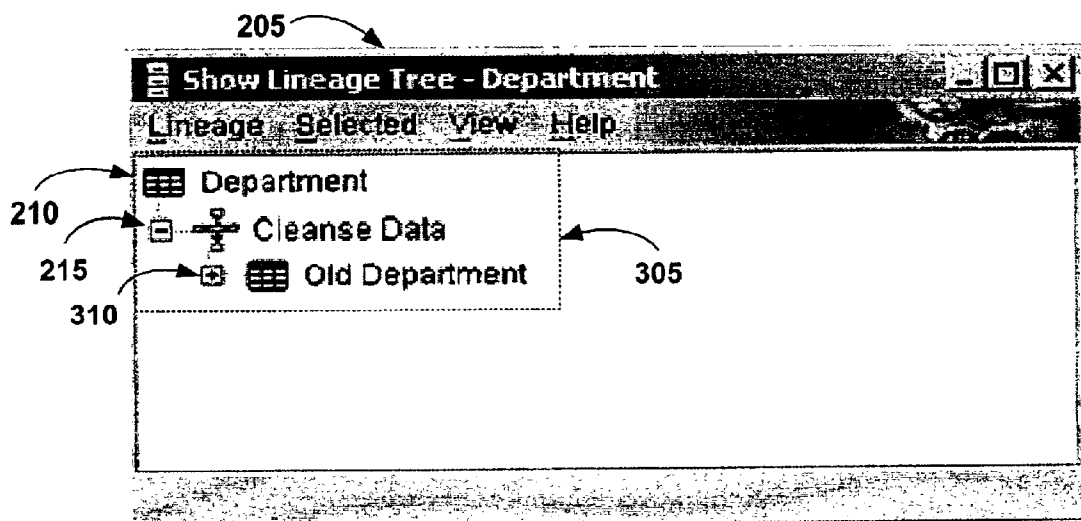 205
Show Lineage Tree - Department
Lineage Selected View Help
210 Department
215 Cleanse Data
310 Old Department
305